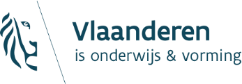 Vlaanderen
is onderwijs & vorming